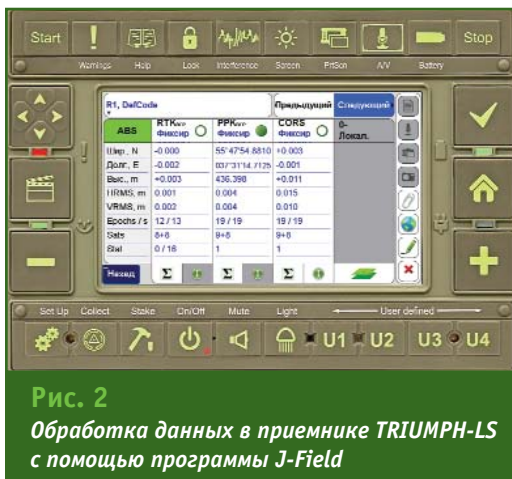 Start ! Stop
Warnings Help Lock Interference Screen PrtScn A/V Battery
R1, DefCode Предыдущий Следующий
ABS RTK Фиксир PPK Фиксир CORS Фиксир 0- Локал.
Шир., N -0.000 55°47'54.8810 +0.003
Долг., E -0.002 037°31'14.7125 -0.001
Выс., m +0.003 436.398 +0.011
HRMS, m 0.001 0.004 0.015
VRMS, m 0.002 0.004 0.010
Epochs / s 12 / 13 19 / 19 19 / 19
Sats 8+6 9+6 9+6
Stat 0 / 16 1 1
Назад Σ Σ Σ
Set Up Collect Stake On/Off Mute Light User defined
U1 U2 U3 U4
Рис. 2
Обработка данных в приемнике TRIUMPH-LS
с помощью программы J-Field